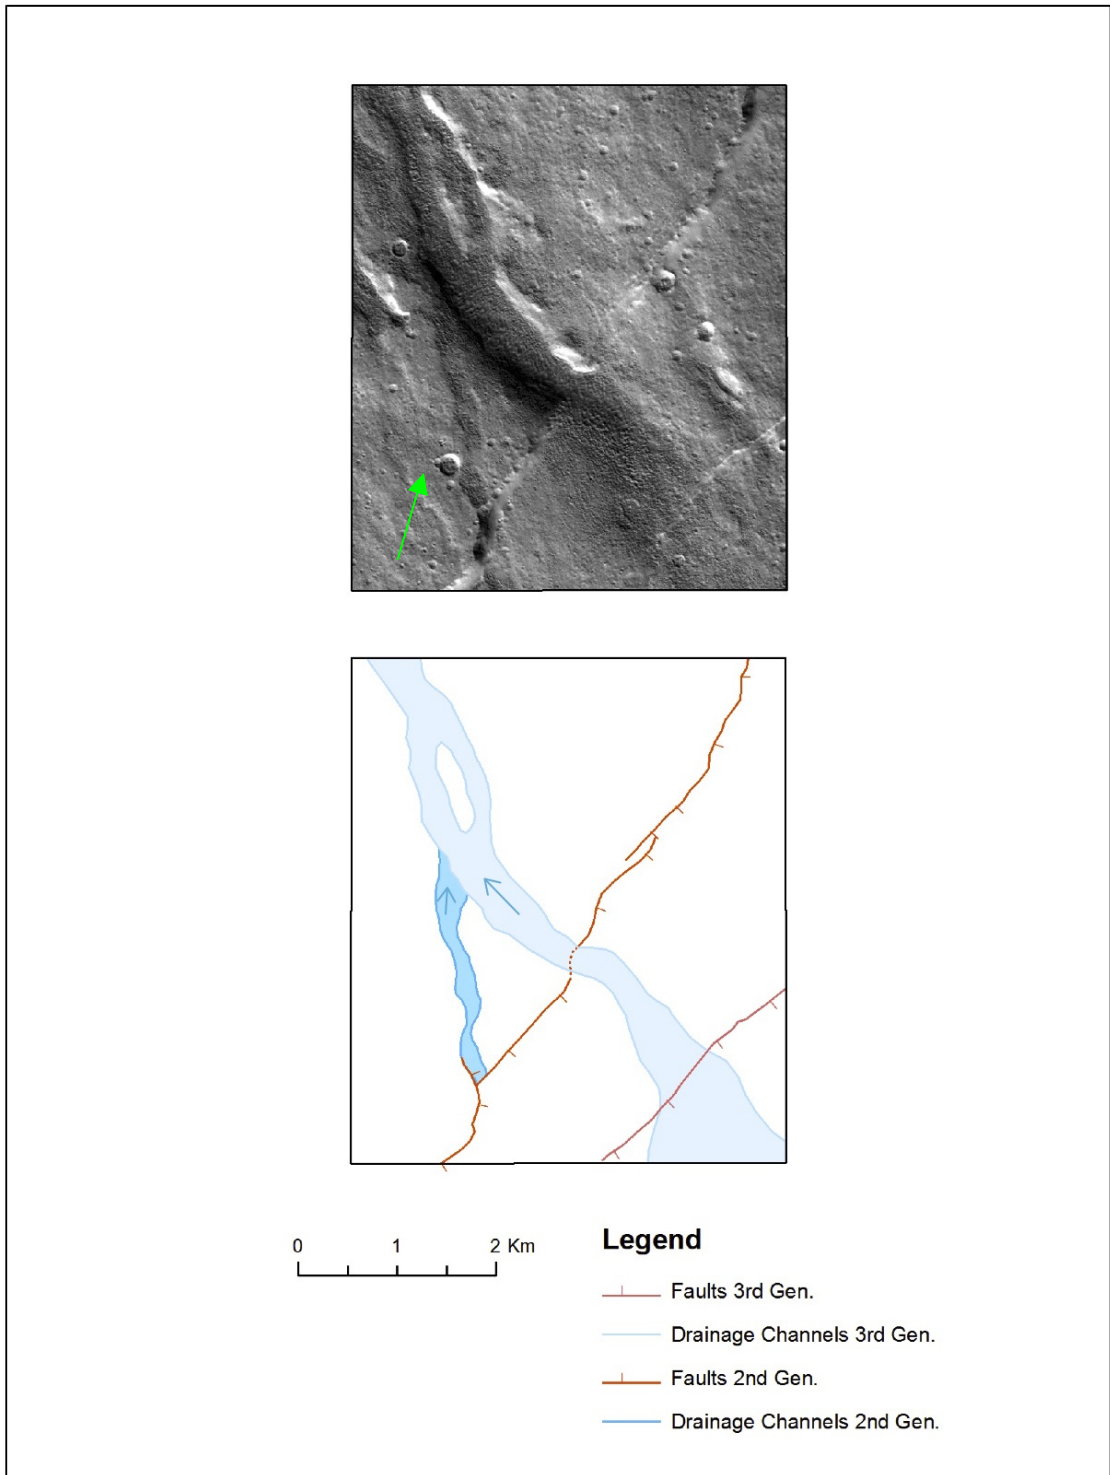 0 1 2 Km
Legend
Faults 3rd Gen.
Drainage Channels 3rd Gen.
Faults 2nd Gen.
Drainage Channels 2nd Gen.